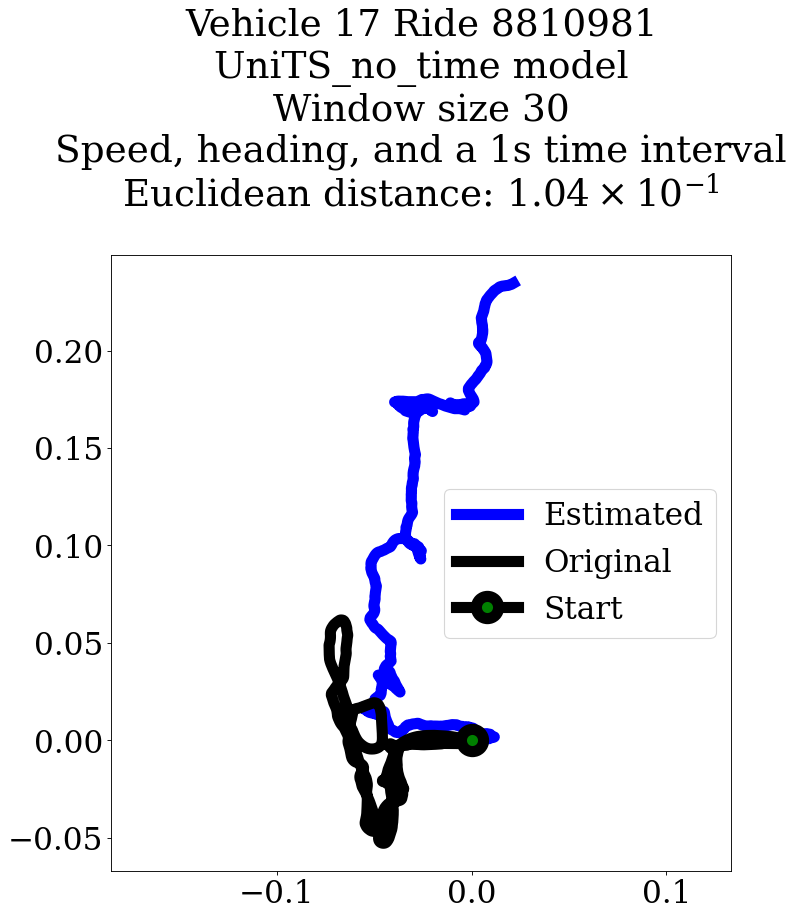 Vehicle 17 Ride 8810981
UniTS_no_time model
Window size 30
Speed, heading, and a 1s time interval
Euclidean distance: 1.04 × 10⁻¹
0.20
0.15
0.10
0.05
0.00
−0.05
−0.1
0.0
0.1
Estimated
Original
Start